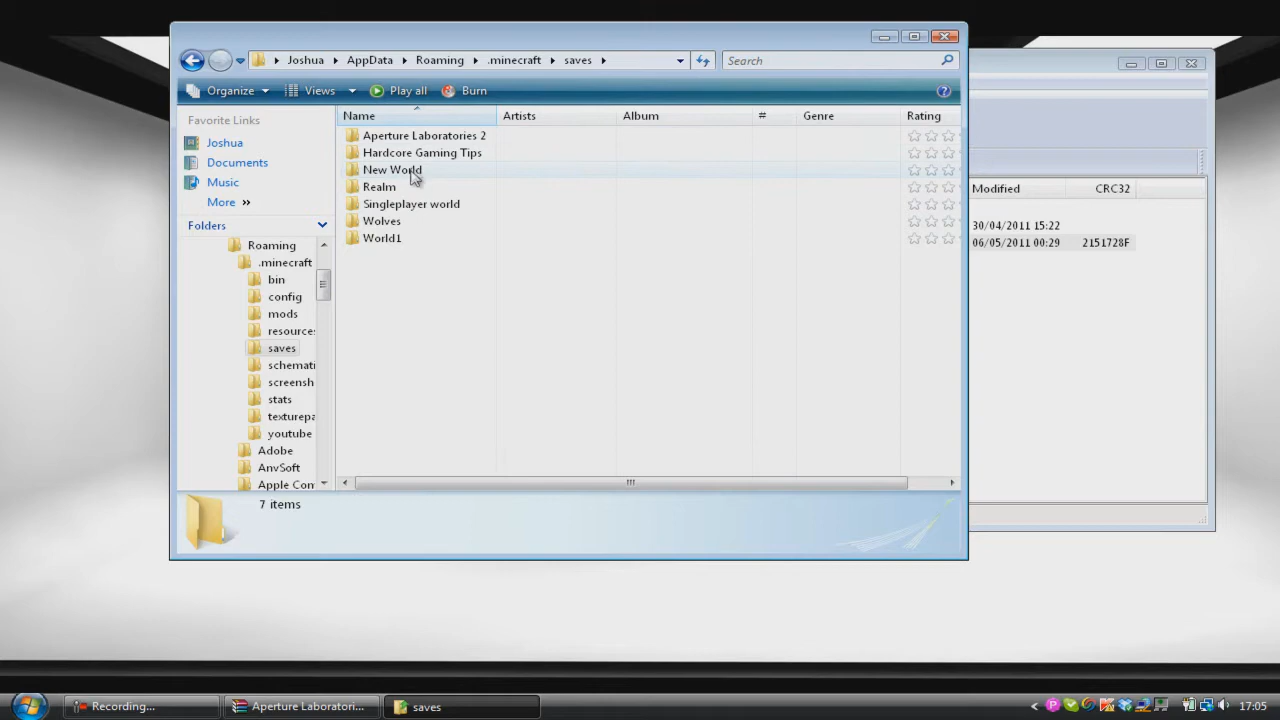 Joshua AppData Roaming .minecraft saves
Search
Organize Views Play all Burn
Favorite Links
Joshua
Documents
Music
More »
Folders
Roaming
.minecraft
bin
config
mods
resources
saves
schemati
screensh
stats
texturepa
youtube
Adobe
AnvSoft
Apple Com
Name Artists Album # Genre Rating
Aperture Laboratories 2
Hardcore Gaming Tips
New World
Realm
Singleplayer world
Wolves
World1
7 items
Modified CRC32
30/04/2011 15:22
06/05/2011 00:29 2151728F
Recording...
Aperture Laboratori...
saves
17:05